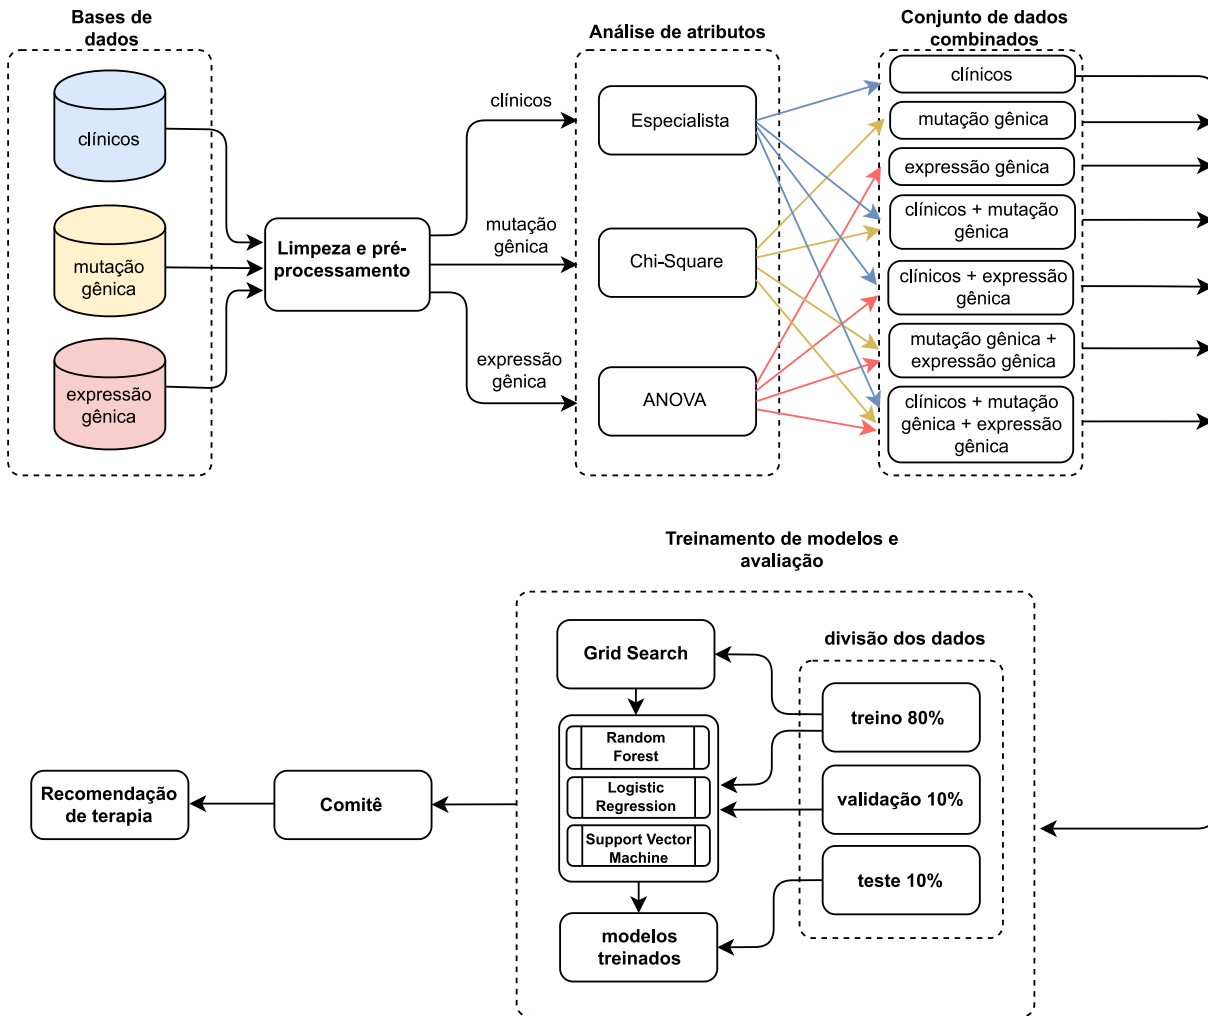 Bases de
dados
clínicos
mutação
gênica
expressão
gênica
Limpeza e pré-
processamento
clínicos
mutação
gênica
expressão
gênica
Análise de atributos
Especialista
Chi-Square
ANOVA
Conjunto de dados
combinados
clínicos
mutação gênica
expressão gênica
clínicos + mutação
gênica
clínicos + expressão
gênica
mutação gênica +
expressão gênica
clínicos + mutação
gênica + expressão
gênica
Treinamento de modelos e
avaliação
divisão dos dados
treino 80%
validação 10%
teste 10%
Grid Search
Random
Forest
Logistic
Regression
Support Vector
Machine
modelos
treinados
Comitê
Recomendação
de terapia